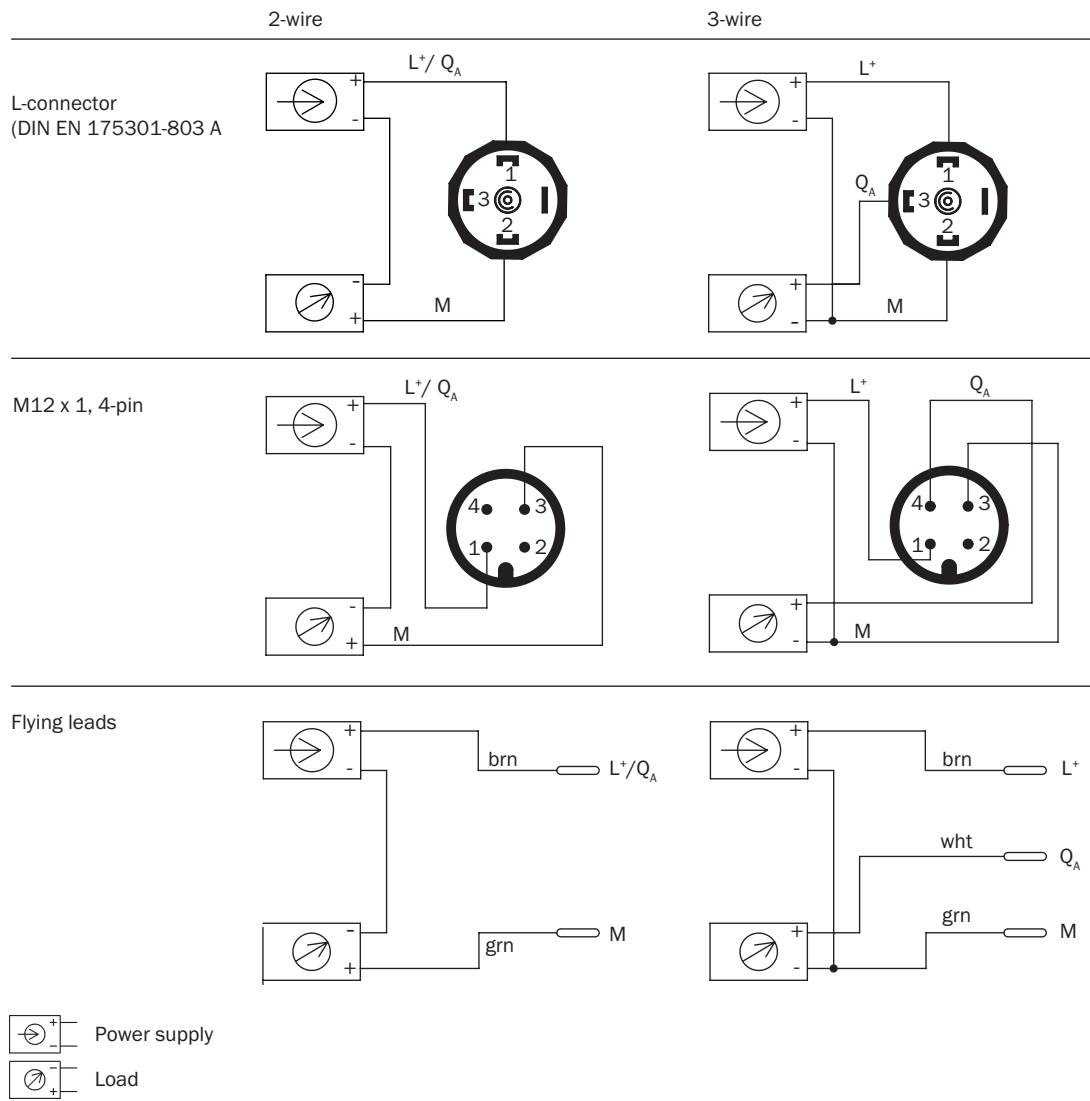 2-wire 3-wire
L-connector
(DIN EN 175301-803 A
+ L⁺/ Q_A
-
1
3
2
-
+ M
+ L⁺
-
1
Q_A 3
2
+
- M
M12 x 1, 4-pin
+ L⁺/ Q_A
-
4 3
1 2
-
+ M
+ L⁺ Q_A
-
4 3
1 2
+
- M
Flying leads
+
- brn L⁺/Q_A
- M
+ grn
+
- brn L⁺
wht Q_A
+ grn M
-
+
- Power supply
-
+ Load